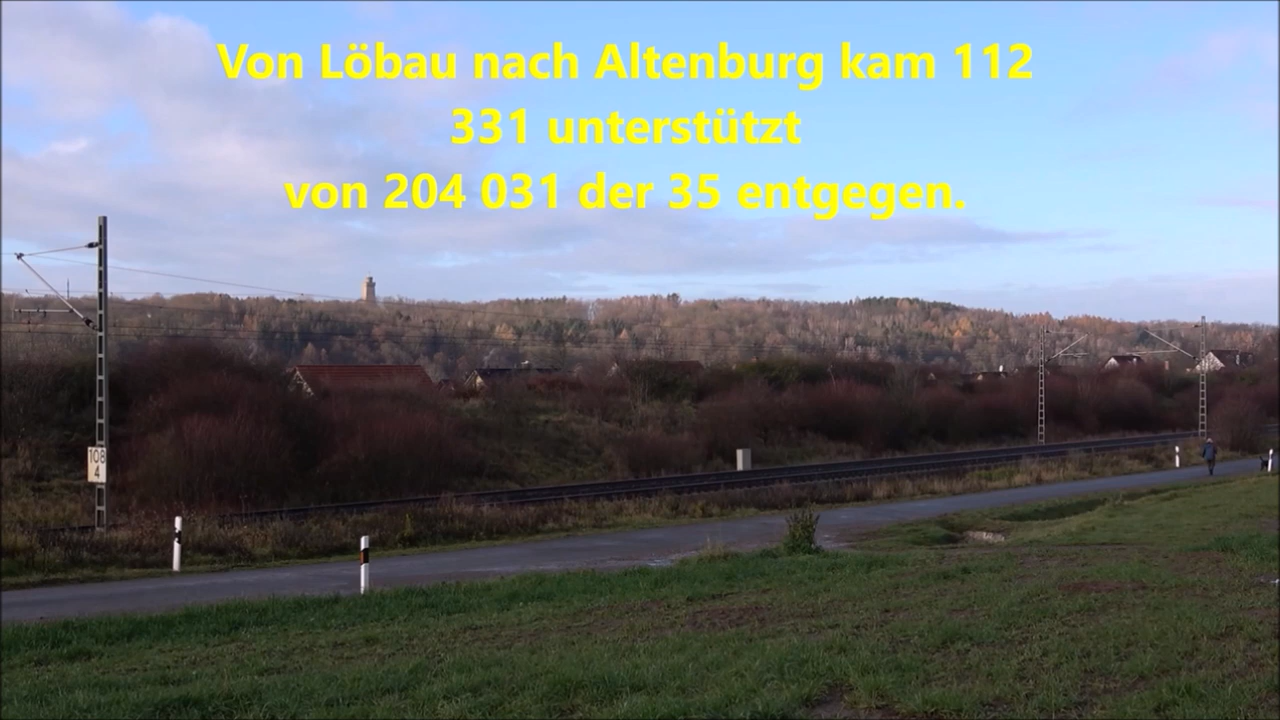 Von Löbau nach Altenburg kam 112
331 unterstützt
von 204 031 der 35 entgegen.
108
4